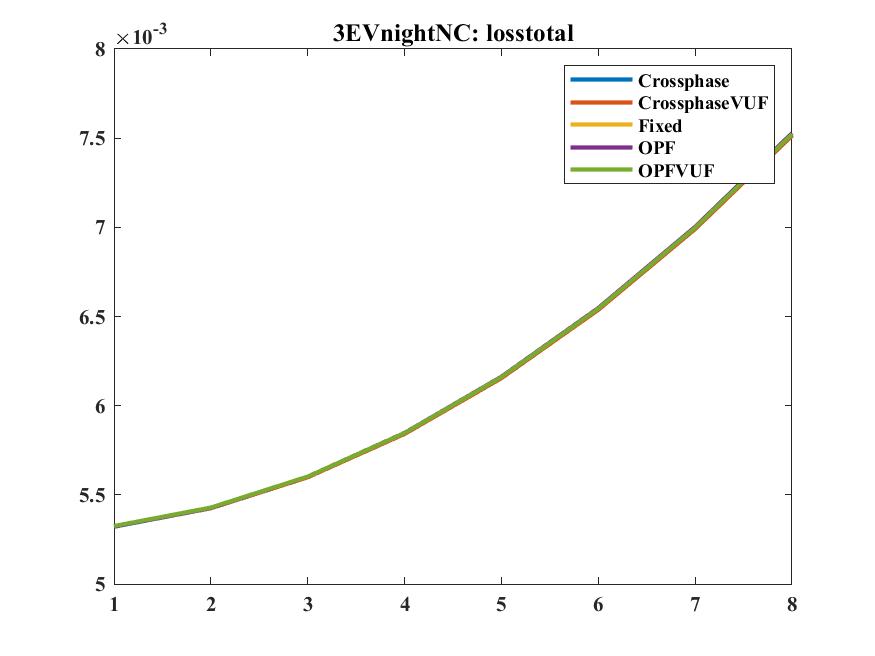 3EVnightNC: losstotal
×10⁻³
8
7.5
7
6.5
6
5.5
5
1 2 3 4 5 6 7 8
Crossphase
CrossphaseVUF
Fixed
OPF
OPFVUF